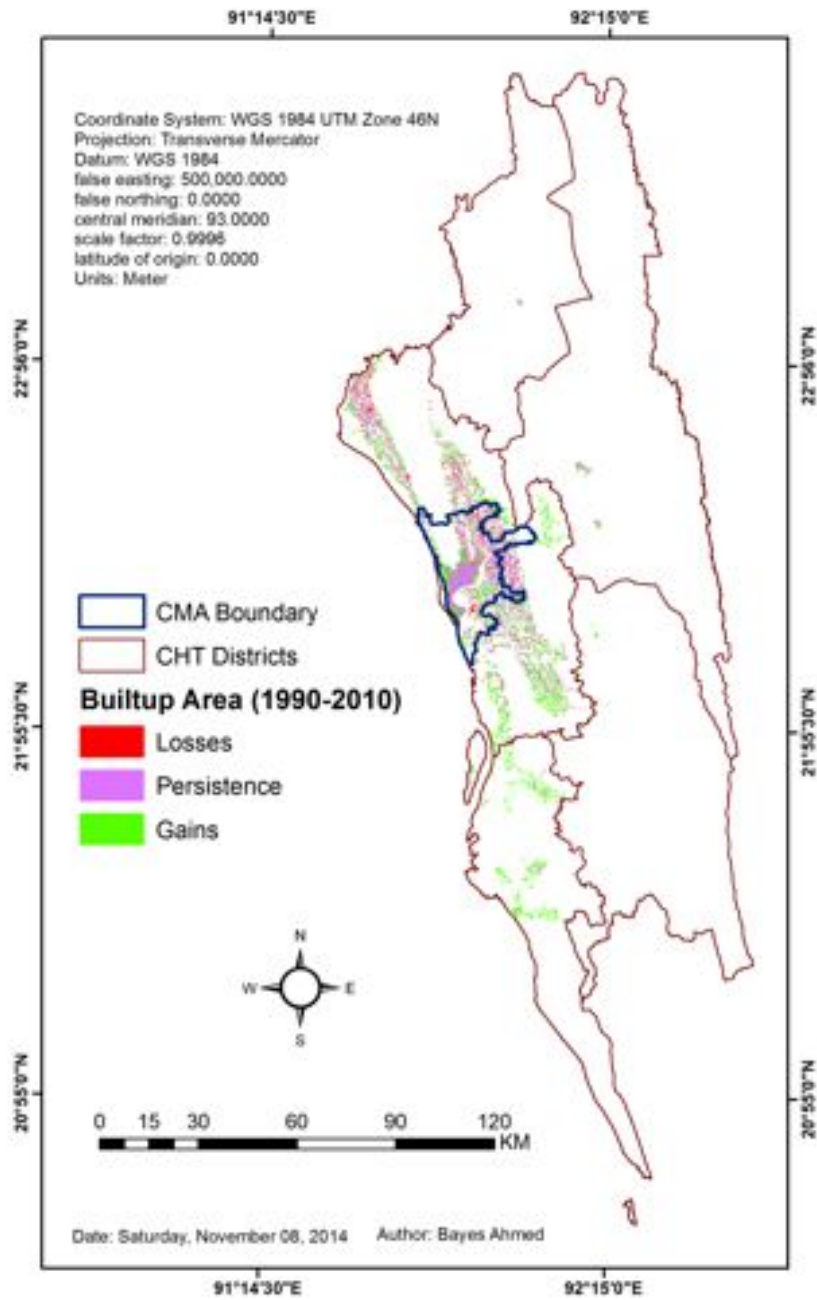 91°14'30"E 92°15'0"E
Coordinate System: WGS 1984 UTM Zone 46N
Projection: Transverse Mercator
Datum: WGS 1984
false easting: 500,000.0000
false northing: 0.0000
central meridian: 93.0000
scale factor: 0.9996
latitude of origin: 0.0000
Units: Meter
22°56'0"N 22°56'0"N
CMA Boundary
CHT Districts
Builtup Area (1990-2010)
21°55'30"N 21°55'30"N
Losses
Persistence
Gains
N
W E
S
20°55'0"N 20°55'0"N
0 15 30 60 90 120
KM
Date: Saturday, November 08, 2014 Author: Bayes Ahmed
91°14'30"E 92°15'0"E